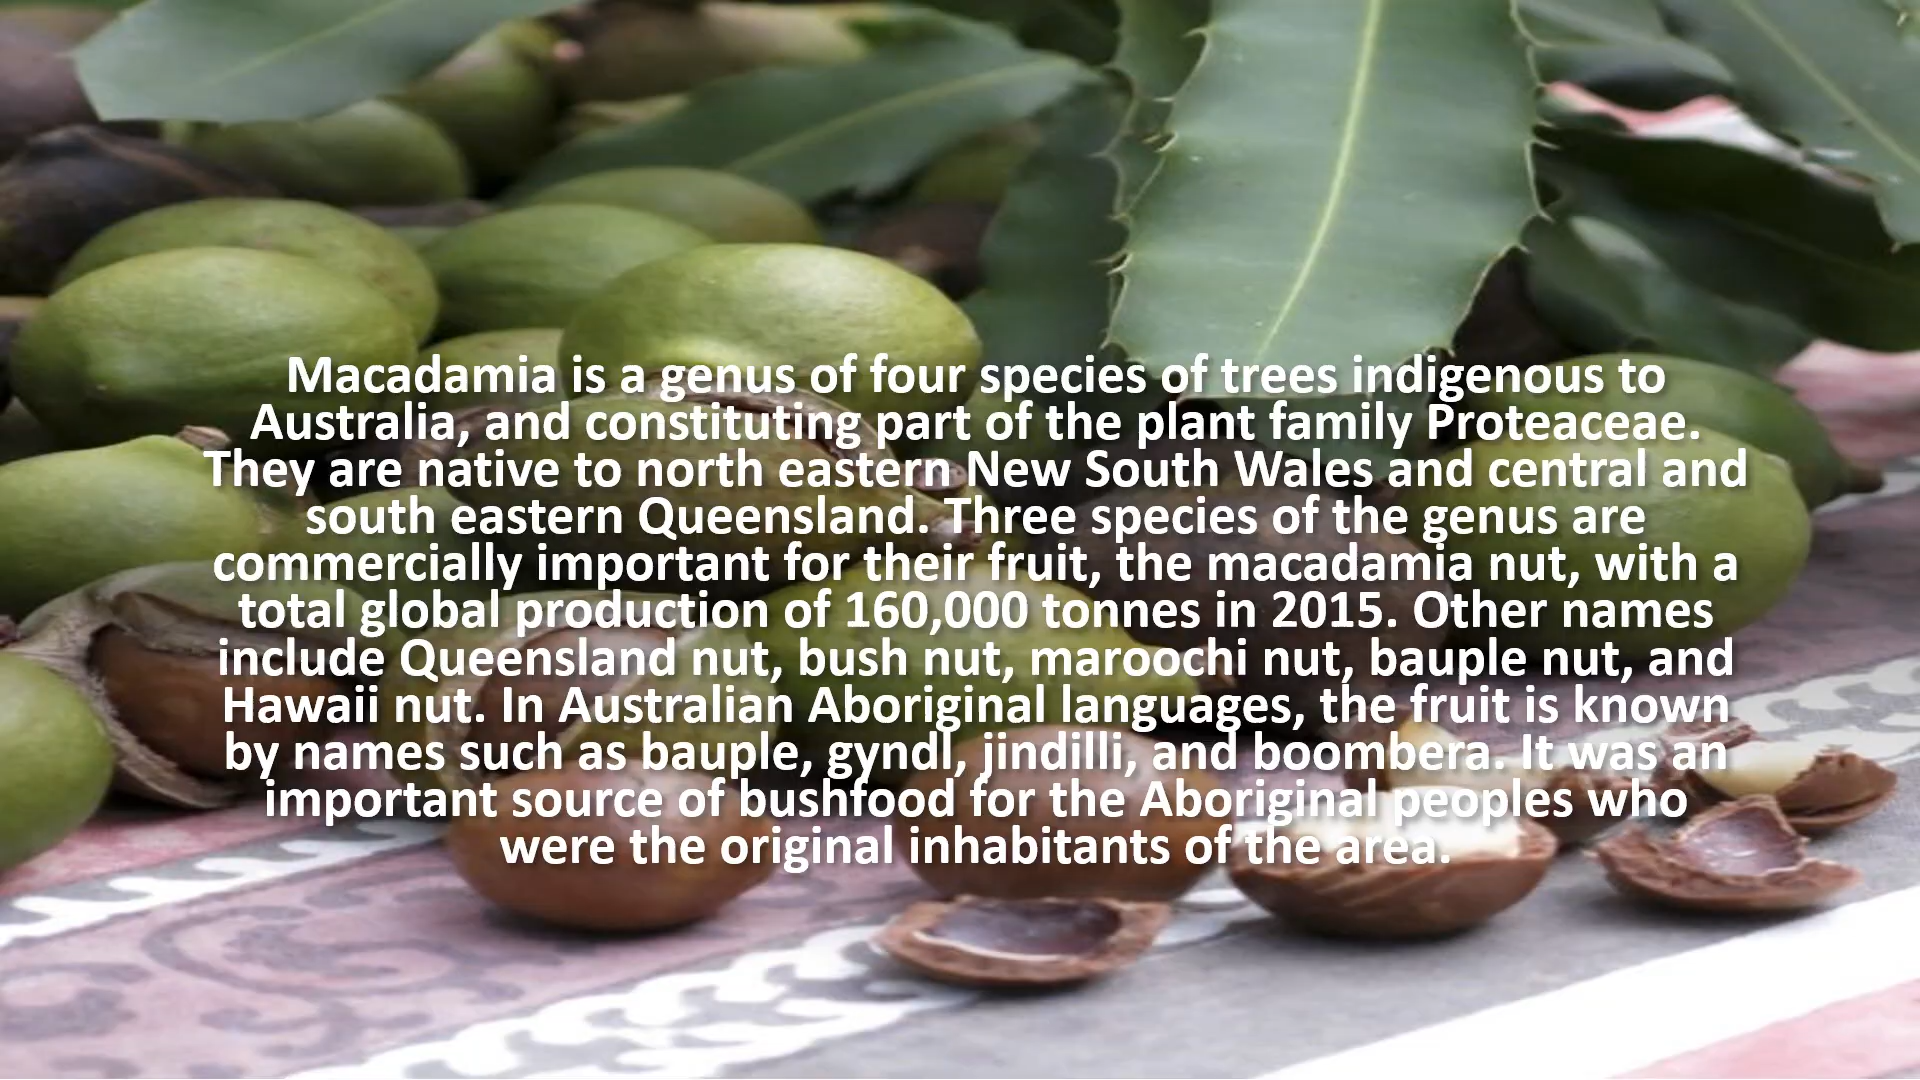 Macadamia is a genus of four species of trees indigenous to
Australia, and constituting part of the plant family Proteaceae.
They are native to north eastern New South Wales and central and
south eastern Queensland. Three species of the genus are
commercially important for their fruit, the macadamia nut, with a
total global production of 160,000 tonnes in 2015. Other names
include Queensland nut, bush nut, maroochi nut, bauple nut, and
Hawaii nut. In Australian Aboriginal languages, the fruit is known
by names such as bauple, gyndl, jindilli, and boombera. It was an
important source of bushfood for the Aboriginal peoples who
were the original inhabitants of the area.